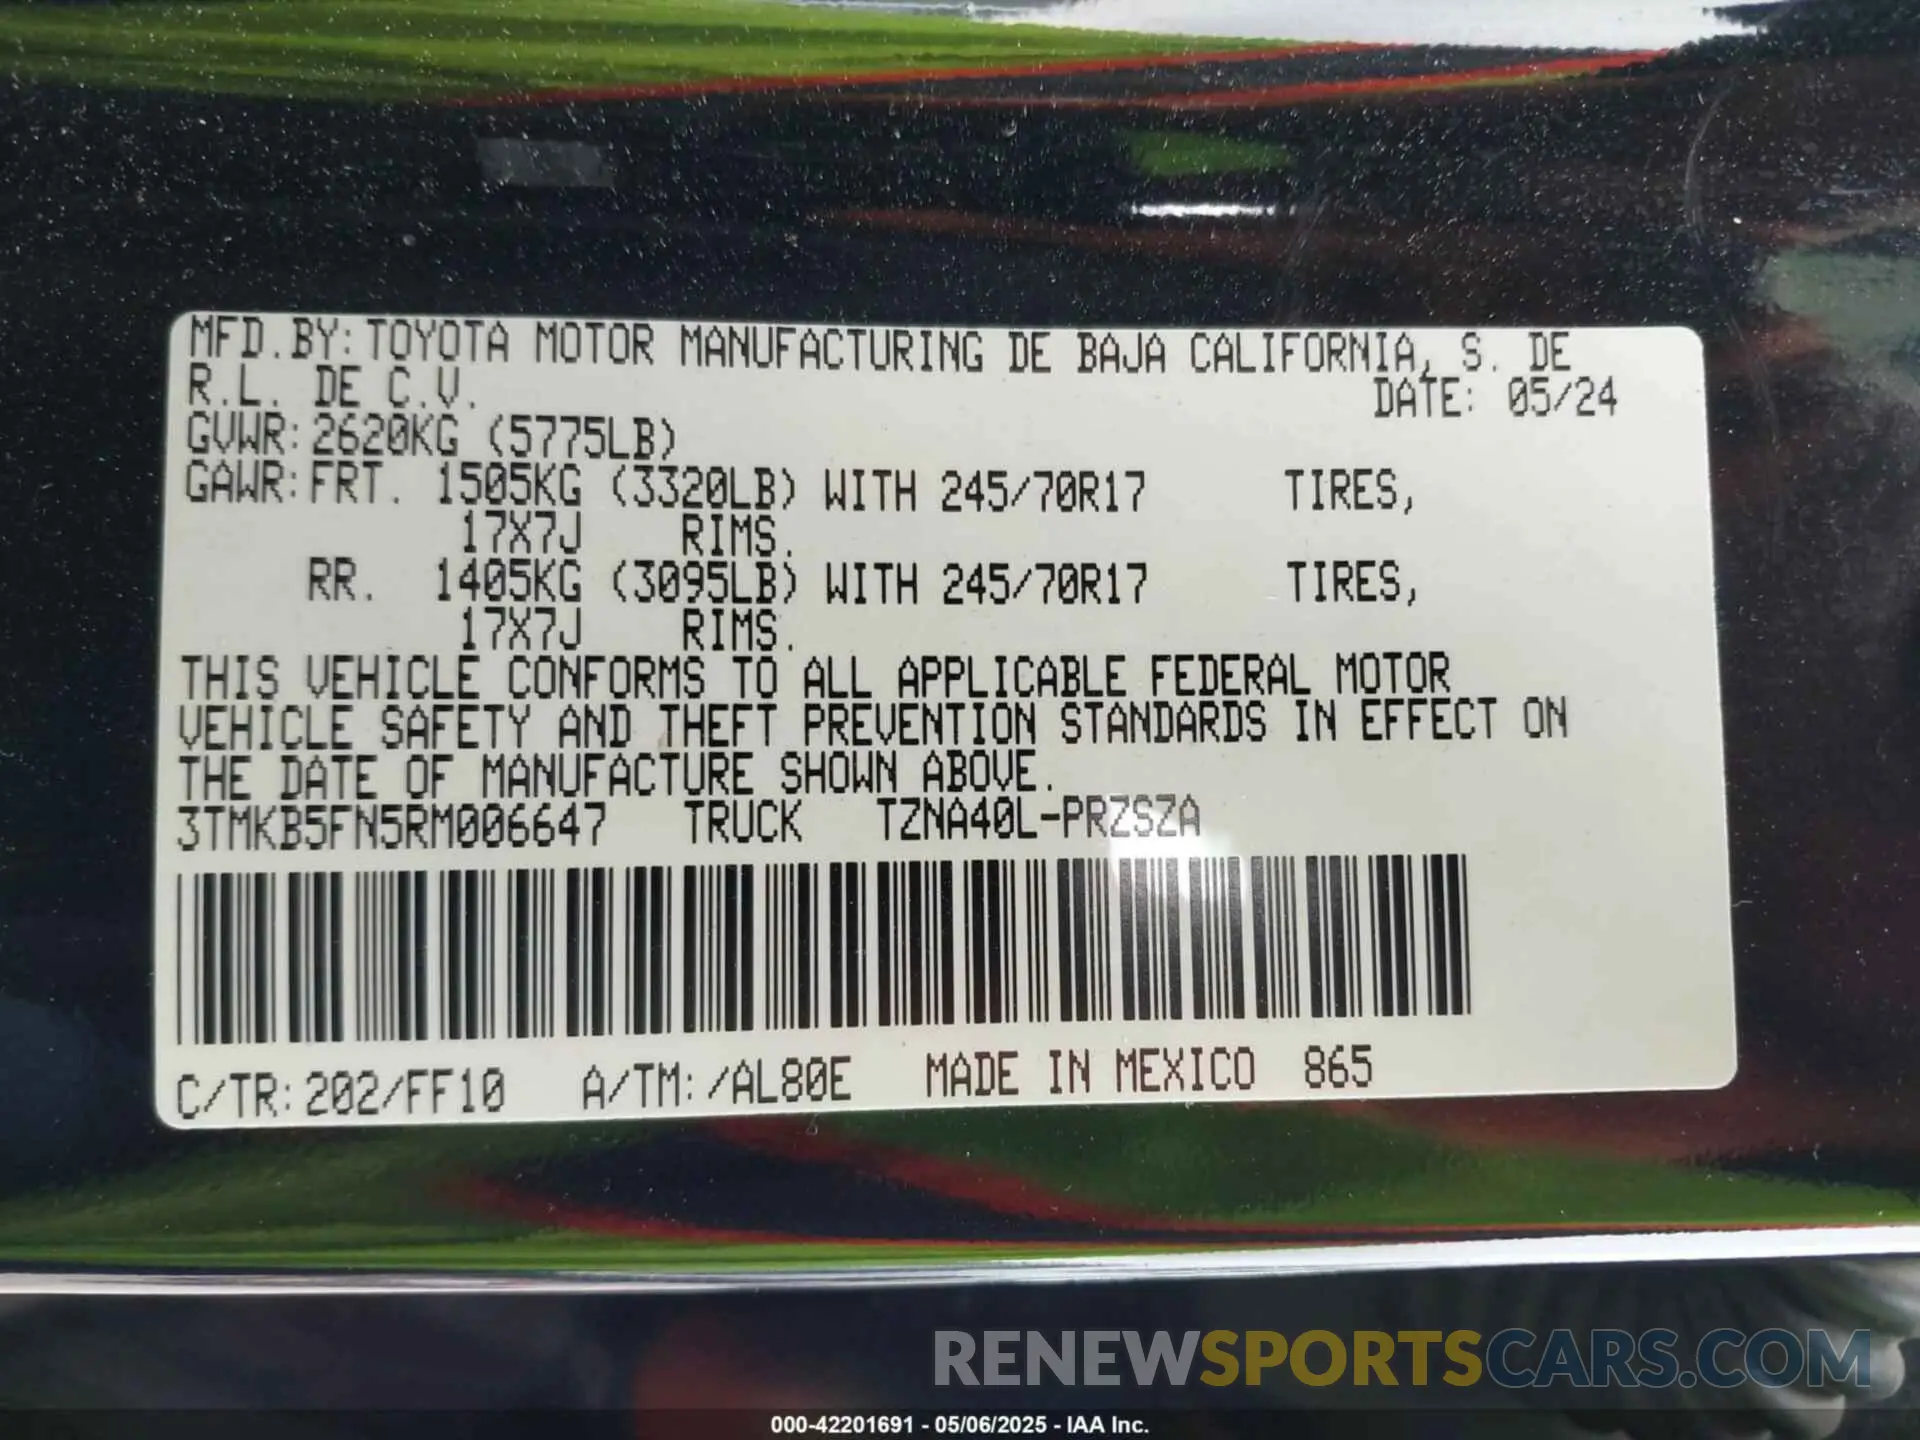 MFD.BY:TOYOTA MOTOR MANUFACTURING DE BAJA CALIFORNIA, S. DE
R.L. DE C.V. DATE: 05/24
GVWR:2620KG (5775LB)
GAWR:FRT. 1505KG (3320LB) WITH 245/70R17 TIRES,
17X7J RIMS.
RR. 1405KG (3095LB) WITH 245/70R17 TIRES,
17X7J RIMS.
THIS VEHICLE CONFORMS TO ALL APPLICABLE FEDERAL MOTOR
VEHICLE SAFETY AND THEFT PREVENTION STANDARDS IN EFFECT ON
THE DATE OF MANUFACTURE SHOWN ABOVE.
3TMKB5FN5RM006647 TRUCK TZNA40L-PRZSZA
C/TR:202/FF10 A/TM:/AL80E MADE IN MEXICO 865
RENEWSPORTSCARS.COM
000-42201691 - 05/06/2025 - IAA Inc.